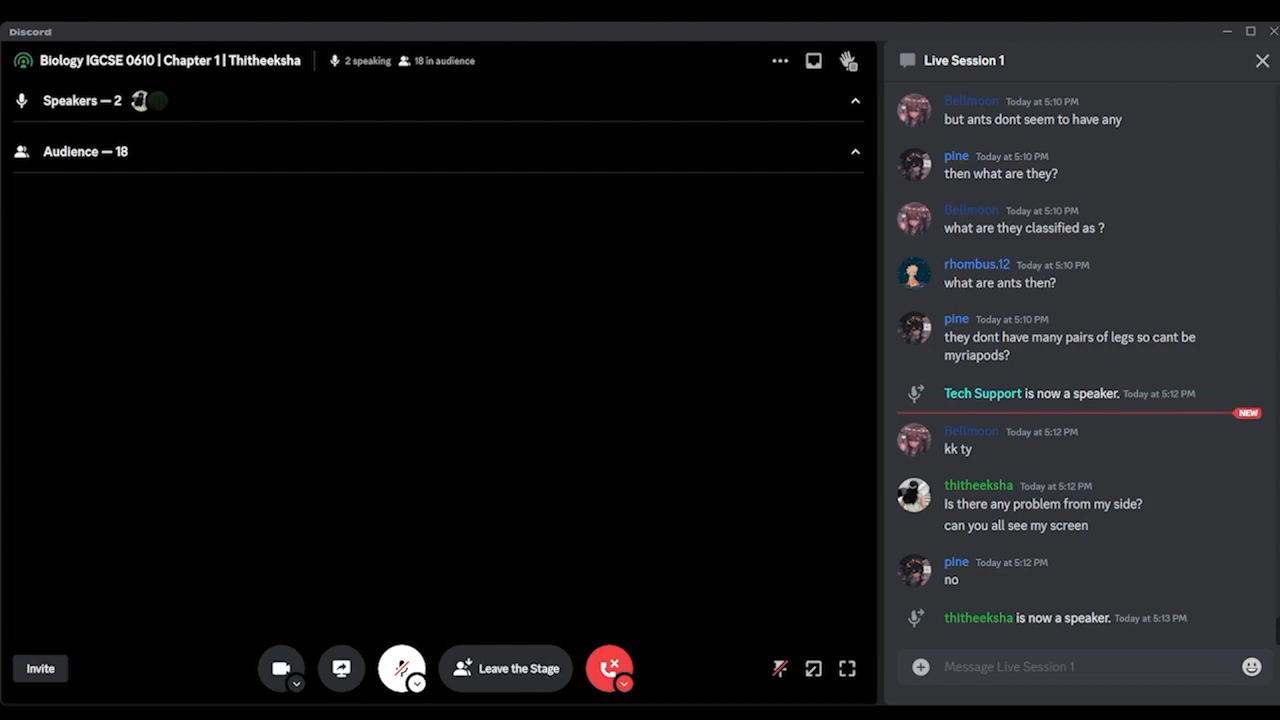 Discord
Biology IGSCE 0610 | Chapter 1 | Thitheeksha
2 speaking
18 in audience
Speakers — 2
Audience — 18
Invite
Leave the Stage
Live Session 1
Bellmoon Today at 5:10 PM
but ants dont seem to have any
pine Today at 5:10 PM
then what are they?
Bellmoon Today at 5:10 PM
what are they classified as ?
rhombus.12 Today at 5:10 PM
what are ants then?
pine Today at 5:10 PM
they dont have many pairs of legs so cant be
myriapods?
Tech Support is now a speaker. Today at 5:12 PM
NEW
Bellmoon Today at 5:12 PM
kk ty
thitheeksha Today at 5:12 PM
Is there any problem from my side?
can you all see my screen
pine Today at 5:12 PM
no
thitheeksha is now a speaker. Today at 5:13 PM
Message Live Session 1